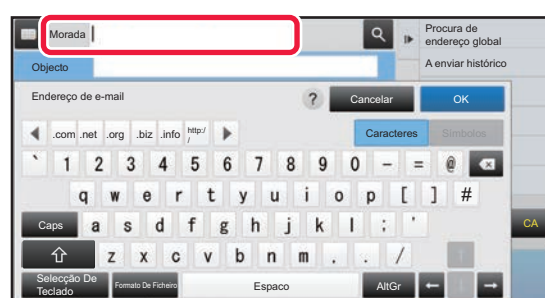 Morada
Procura de
endereço global
Objecto
A enviar histórico
Endereço de e-mail
?
Cancelar
OK
.com .net .org .biz .info http:/
/
Caracteres
Símbolos
` 1 2 3 4 5 6 7 8 9 0 - = @
q w e r t y u i o p [ ] #
Caps a s d f g h j k l ; '
CA
z x c v b n m . . /
Selecção De
Teclado
Formato De Ficheiro
Espaco
AltGr